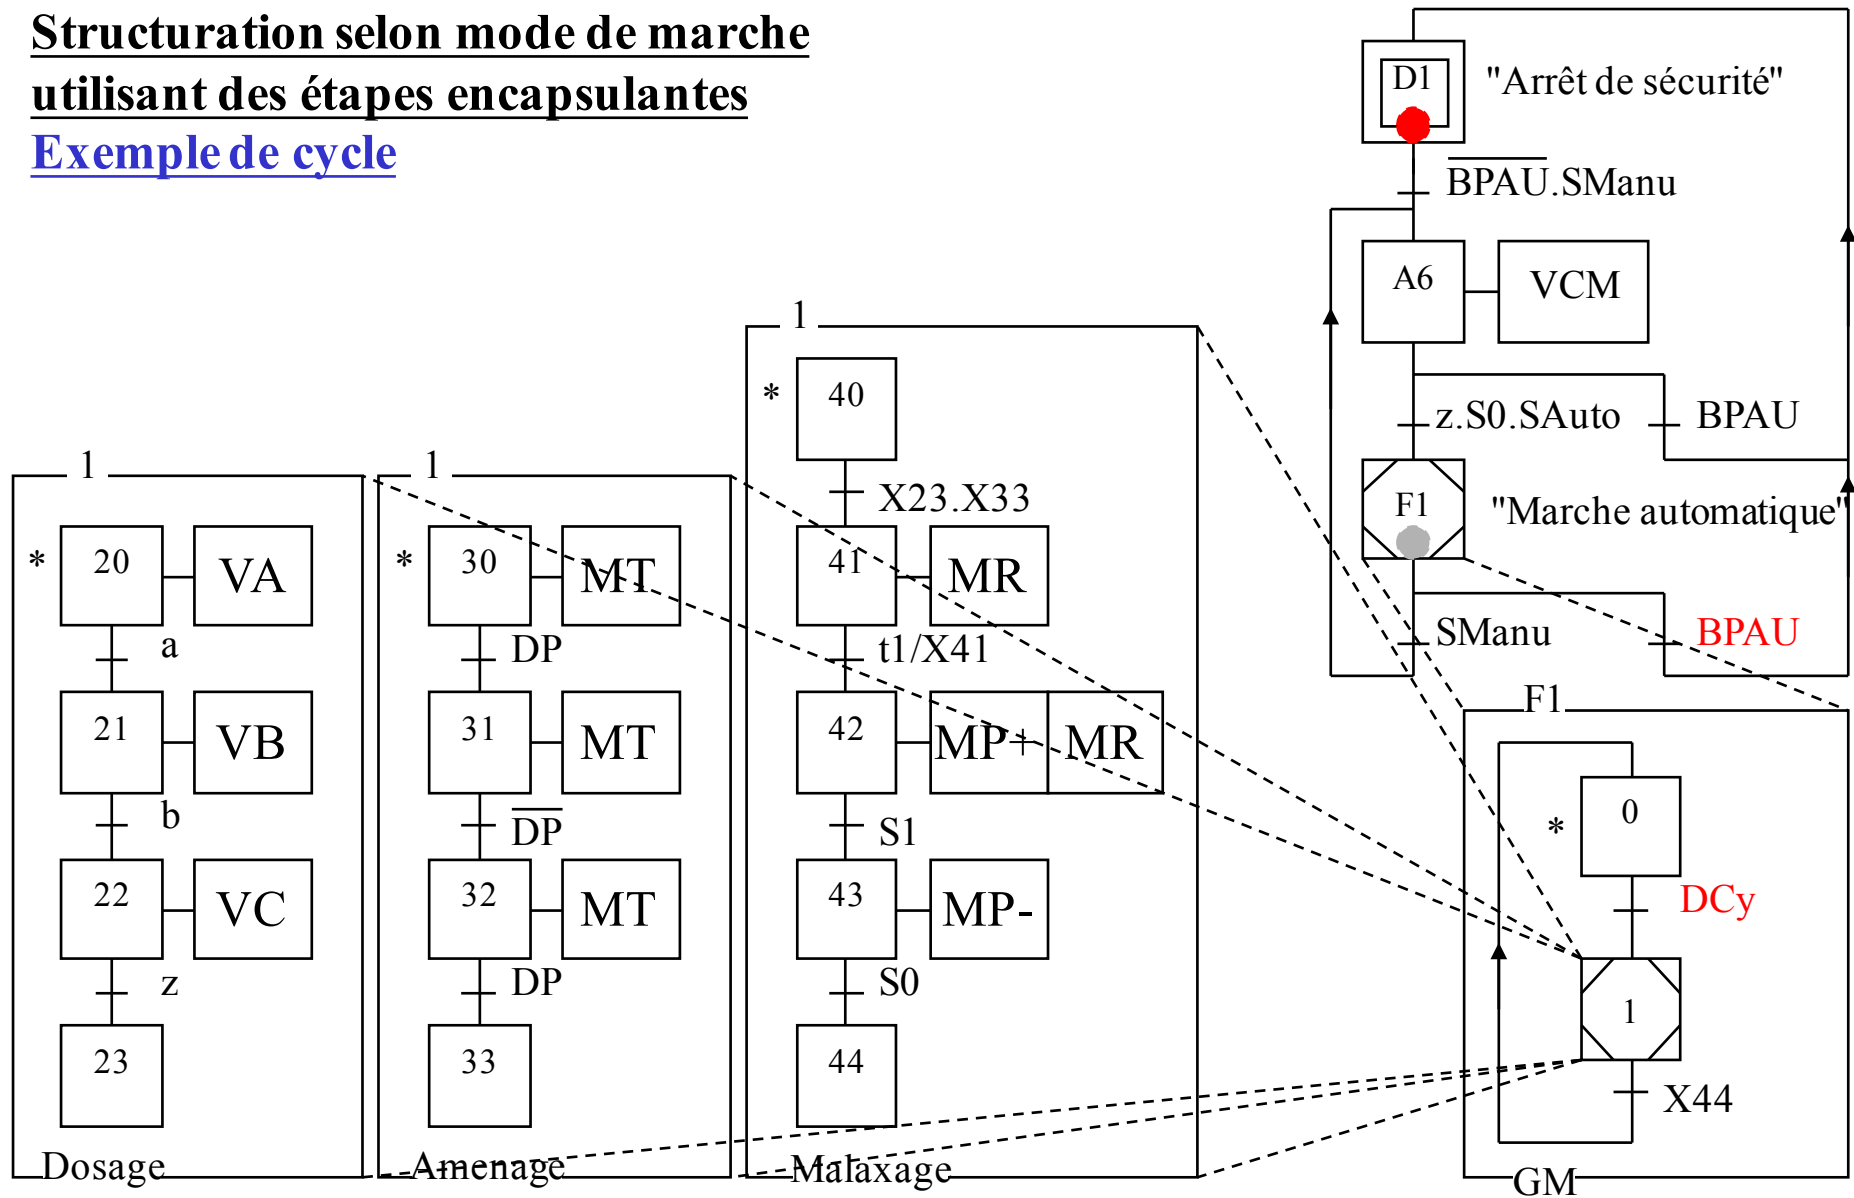 Structuration selon mode de marche
utilisant des étapes encapsulantes
Exemple de cycle
D1
"Arrêt de sécurité"
B̅P̅A̅U̅.SManu
A6
VCM
z.S0.SAuto
BPAU
F1
"Marche automatique"
SManu
BPAU
F1
*
0
DCy
1
X44
GM
1
*
20
VA
a
21
VB
b
22
VC
z
23
Dosage
1
*
30
MT
DP
31
MT
D̅P̅
32
MT
DP
33
Amenage
1
*
40
X23.X33
41
MR
t1/X41
42
MP+
MR
S1
43
MP-
S0
44
Malaxage